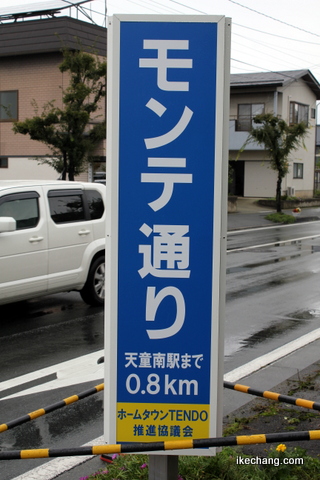 モンテ通り
天童南駅まで
0.8km
ホームタウンTENDO
推進協議会
ikechang.com